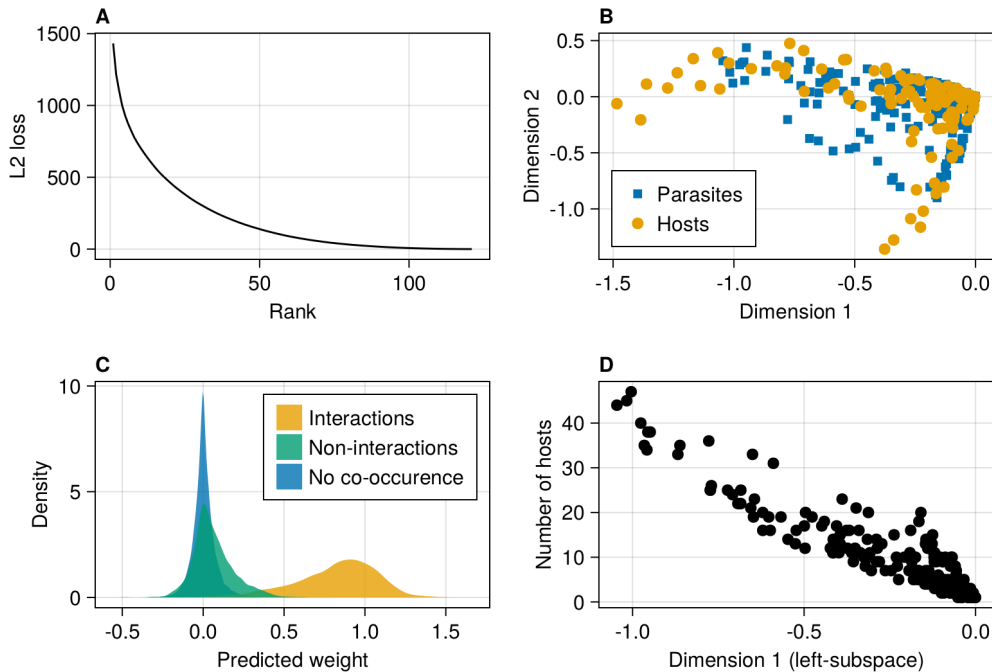 A
L2 loss
1500
1000
500
0
0 50 100
Rank
B
Dimension 2
0.5
0.0
-0.5
-1.0
Parasites
Hosts
-1.5 -1.0 -0.5 0.0
Dimension 1
C
Density
10
5
0
Interactions
Non-interactions
No co-occurence
-0.5 0.0 0.5 1.0 1.5
Predicted weight
D
Number of hosts
40
30
20
10
0
-1.0 -0.5 0.0
Dimension 1 (left-subspace)